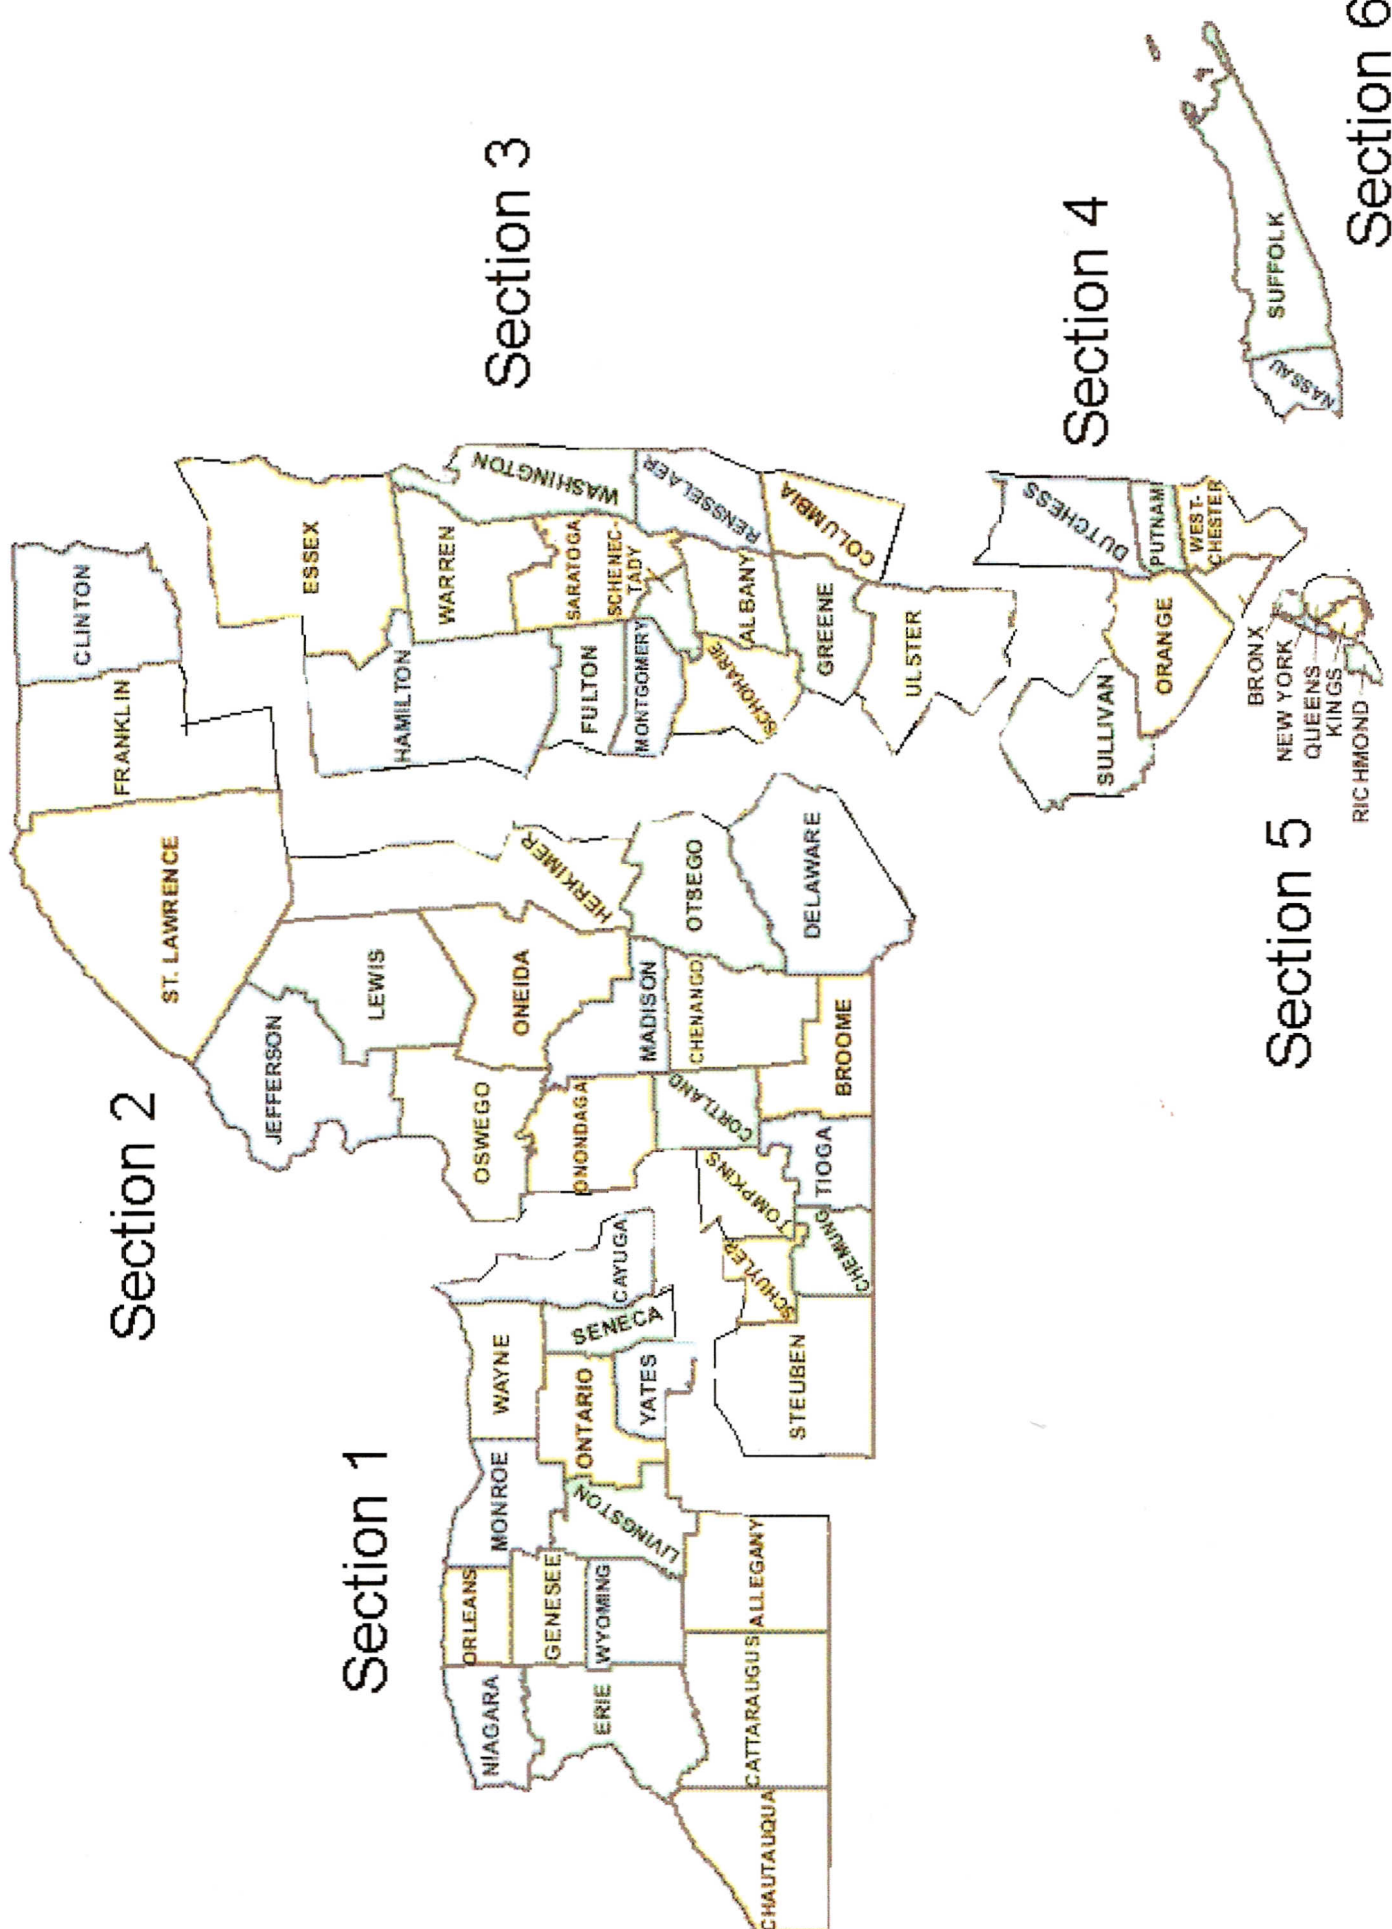 Section 1
NIAGARA
ORLEANS
MONROE
WAYNE
CAYUGA
ERIE
GENESEE
WYOMING
LIVINGSTON
ONTARIO
SENECA
YATES
CHAUTAUQUA
CATTARAUGUS
ALLEGANY
Section 2
CLINTON
FRANKLIN
ST. LAWRENCE
JEFFERSON
LEWIS
HERKIMER
OSWEGO
ONEIDA
ONONDAGA
MADISON
OTSEGO
CORTLAND
CHENANGO
DELAWARE
TOMPKINS
SCHUYLER
STEUBEN
CHEMUNG
TIOGA
BROOME
Section 3
ESSEX
HAMILTON
WARREN
WASHINGTON
FULTON
SARATOGA
MONTGOMERY
SCHENEC-
TADY
RENSSELAER
SCHOHARIE
ALBANY
GREENE
COLUMBIA
ULSTER
Section 4
DUTCHESS
SULLIVAN
ORANGE
PUTNAM
WEST-
CHESTER
Section 5
BRONX
NEW YORK
QUEENS
KINGS
RICHMOND
Section 6
NASSAU
SUFFOLK